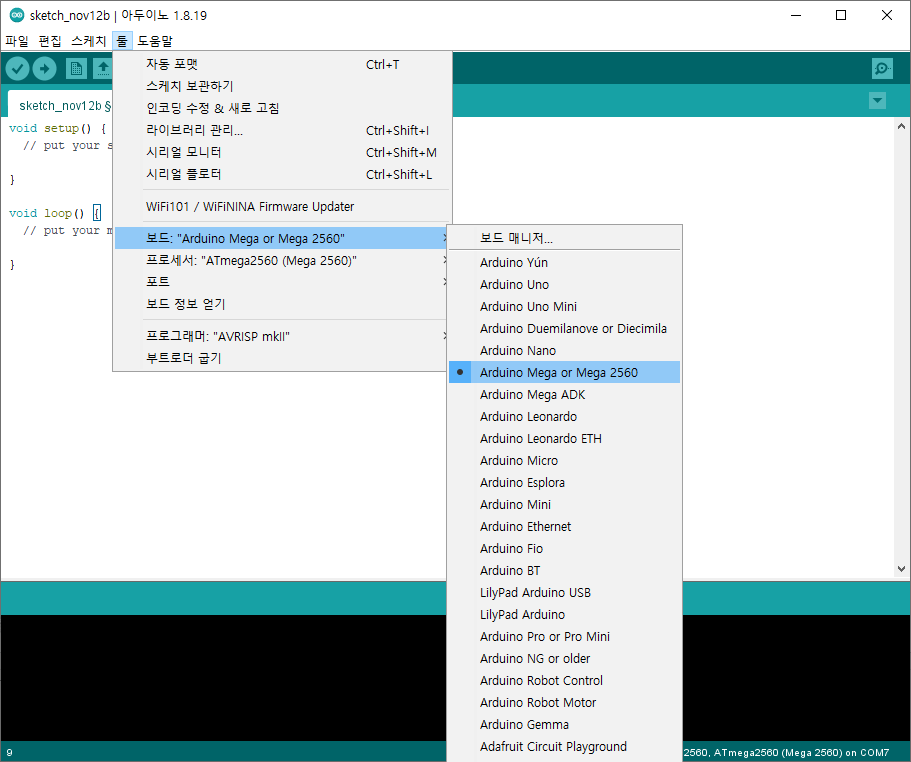 sketch_nov12b | 아두이노 1.8.19
파일 편집 스케치 툴 도움말
sketch_nov12b §
void setup() {
// put your s
}
void loop() {
// put your m
}
자동 포맷 Ctrl+T
스케치 보관하기
인코딩 수정 & 새로 고침
라이브러리 관리... Ctrl+Shift+I
시리얼 모니터 Ctrl+Shift+M
시리얼 플로터 Ctrl+Shift+L
WiFi101 / WiFiNINA Firmware Updater
보드: "Arduino Mega or Mega 2560"
프로세서: "ATmega2560 (Mega 2560)"
포트
보드 정보 얻기
프로그래머: "AVRISP mkII"
부트로더 굽기
보드 매니저...
Arduino Yún
Arduino Uno
Arduino Uno Mini
Arduino Duemilanove or Diecimila
Arduino Nano
Arduino Mega or Mega 2560
Arduino Mega ADK
Arduino Leonardo
Arduino Leonardo ETH
Arduino Micro
Arduino Esplora
Arduino Mini
Arduino Ethernet
Arduino Fio
Arduino BT
LilyPad Arduino USB
LilyPad Arduino
Arduino Pro or Pro Mini
Arduino NG or older
Arduino Robot Control
Arduino Robot Motor
Arduino Gemma
Adafruit Circuit Playground
9
2560, ATmega2560 (Mega 2560) on COM7